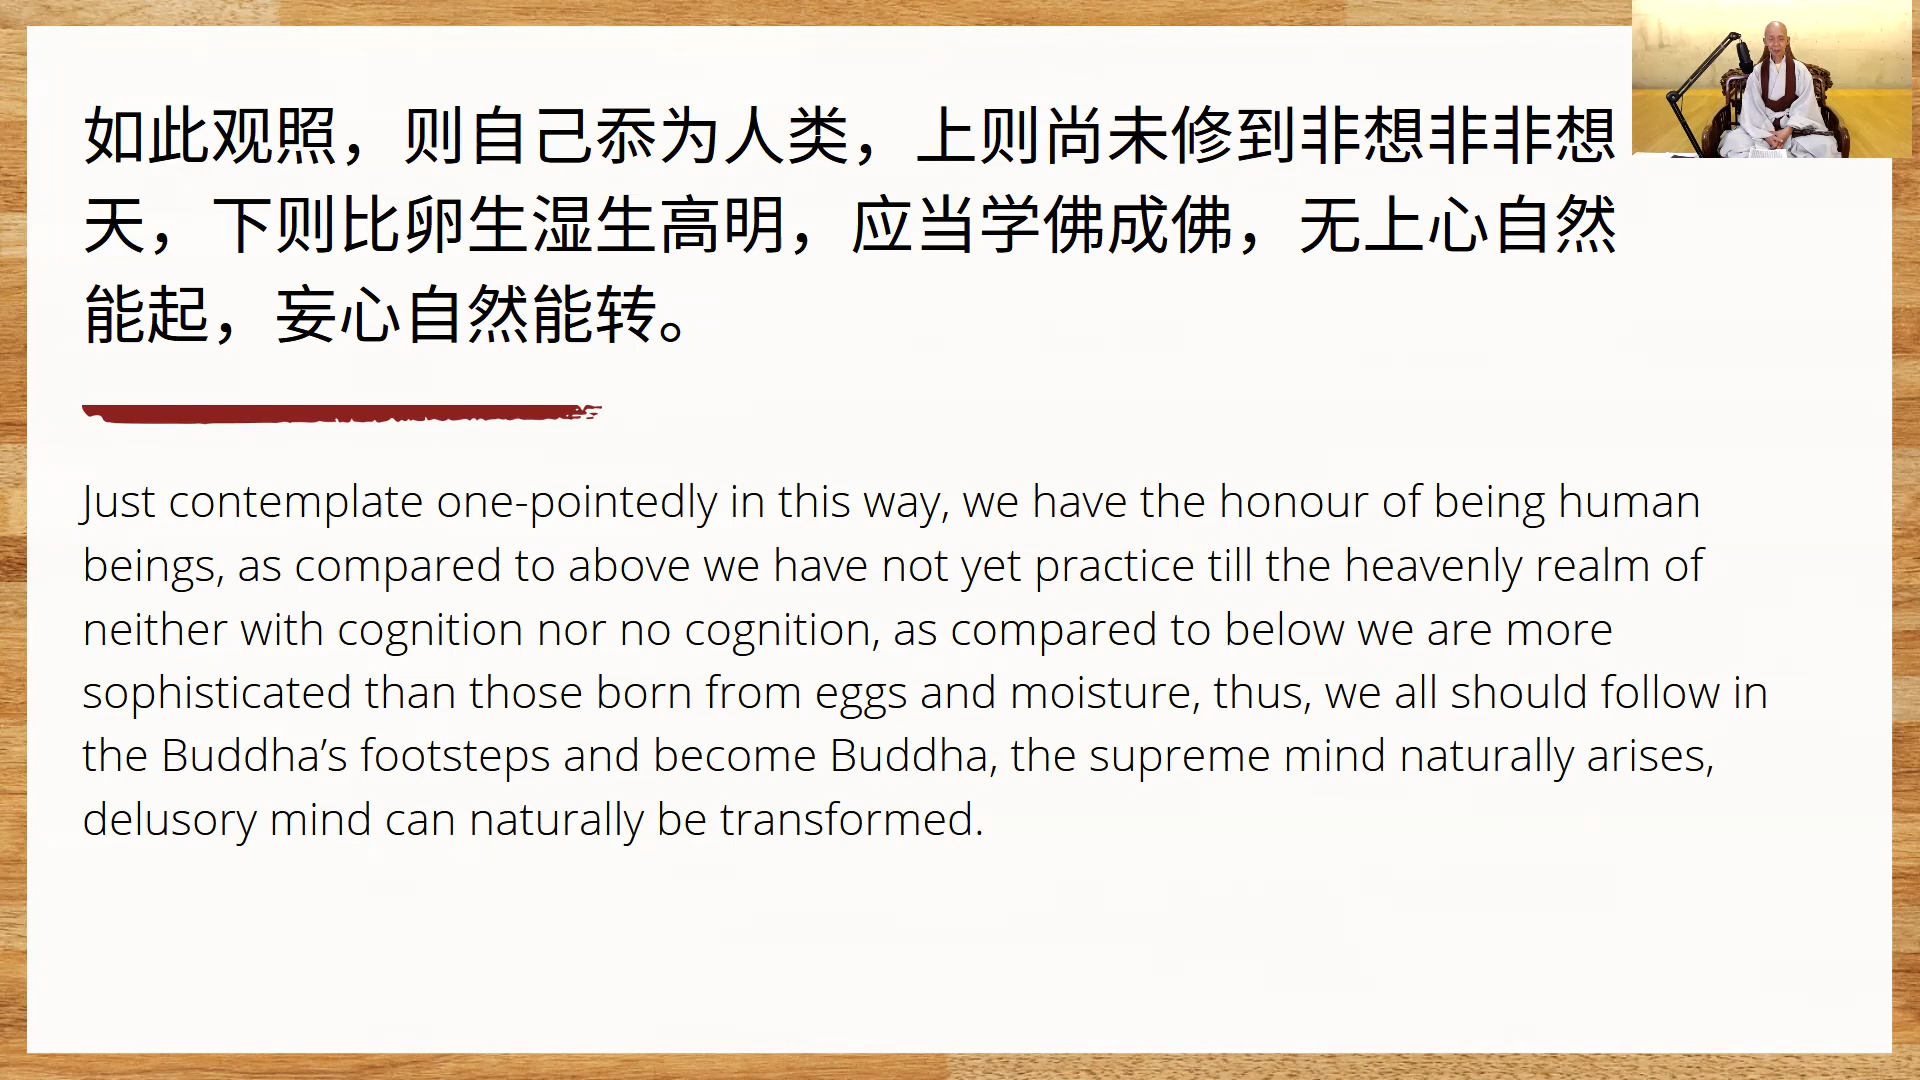 如此观照，则自己忝为人类，上则尚未修到非想非非想
天，下则比卵生湿生高明，应当学佛成佛，无上心自然
能起，妄心自然能转。
Just contemplate one-pointedly in this way, we have the honour of being human
beings, as compared to above we have not yet practice till the heavenly realm of
neither with cognition nor no cognition, as compared to below we are more
sophisticated than those born from eggs and moisture, thus, we all should follow in
the Buddha’s footsteps and become Buddha, the supreme mind naturally arises,
delusory mind can naturally be transformed.